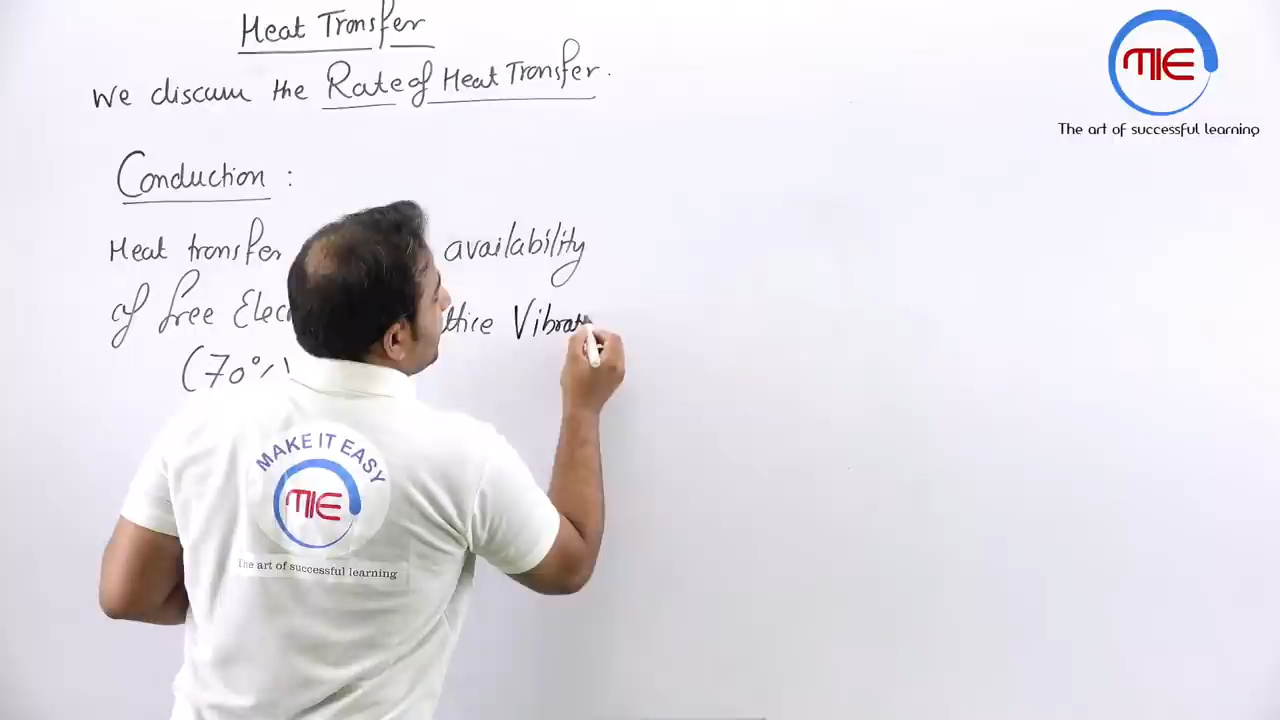 Heat Transfer
We discuss the Rate of Heat Transfer.
Conduction :
Heat transfer availability
of free Elec ttice Vibrat
(70%)
MAKE IT EASY
MIE
The art of successful learning
MIE
The art of successful learning